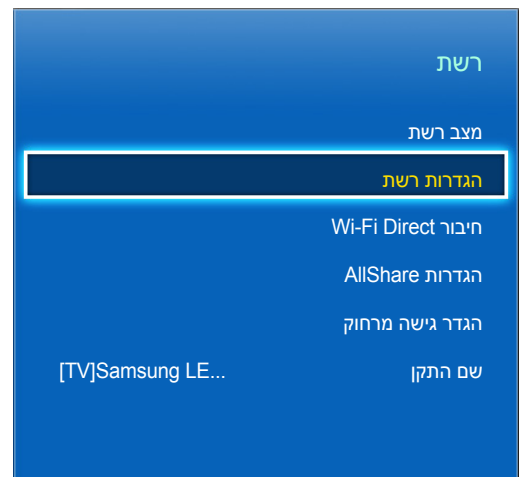 רשת
מצב רשת
הגדרות רשת
חיבור Wi-Fi Direct
הגדרות AllShare
הגדר גישה מרחוק
שם התקן [TV]Samsung LE...